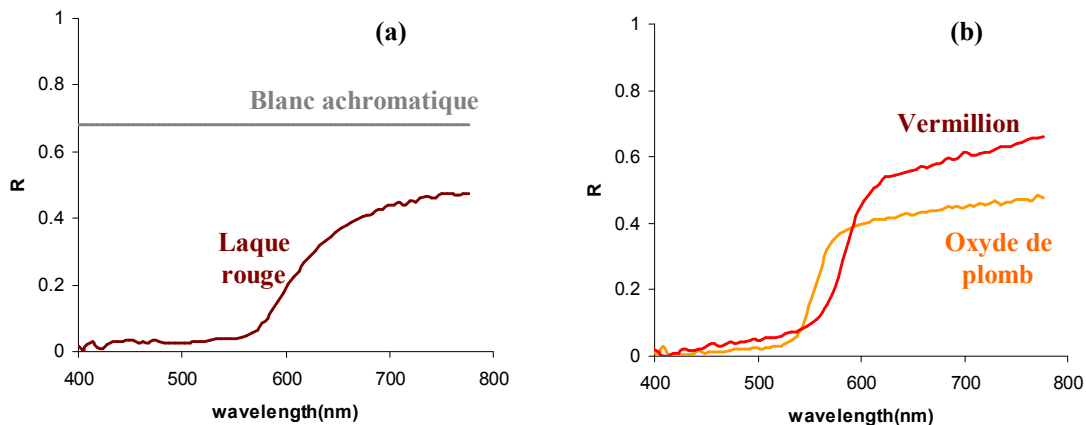 (a)
1
0.8
0.6
0.4
0.2
0
R
Blanc achromatique
Laque
rouge
400 500 600 700 800
wavelength(nm)
(b)
1
0.8
0.6
0.4
0.2
0
R
Vermillion
Oxyde de
plomb
400 500 600 700 800
wavelength(nm)